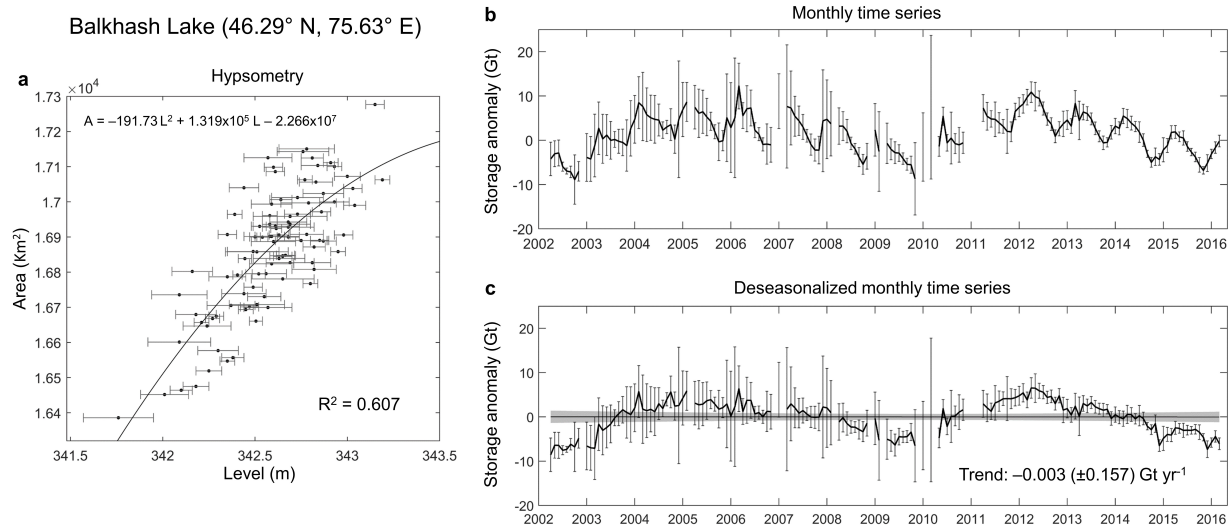 Balkhash Lake (46.29° N, 75.63° E)
a
Hypsometry
×10⁴
1.73
1.72
1.71
1.7
1.69
1.68
1.67
1.66
1.65
1.64
Area (Km²)
A = –191.73 L² + 1.319x10⁵ L – 2.266x10⁷
R² = 0.607
341.5 342 342.5 343 343.5
Level (m)
b
Monthly time series
Storage anomaly (Gt)
20
10
0
-10
-20
2002 2003 2004 2005 2006 2007 2008 2009 2010 2011 2012 2013 2014 2015 2016
c
Deseasonalized monthly time series
Storage anomaly (Gt)
20
10
0
-10
-20
Trend: –0.003 (±0.157) Gt yr⁻¹
2002 2003 2004 2005 2006 2007 2008 2009 2010 2011 2012 2013 2014 2015 2016